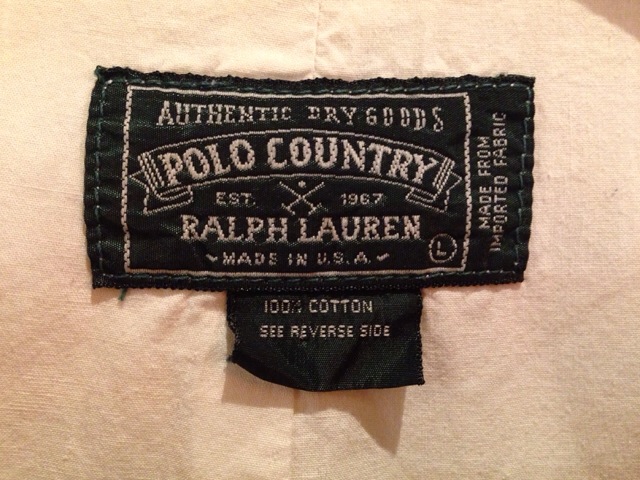 AUTHENTIC DRY GOODS
POLO COUNTRY
EST. 1967
RALPH LAUREN
L
~MADE IN U.S.A.~
MADE FROM
IMPORTED FABRIC
100% COTTON
SEE REVERSE SIDE